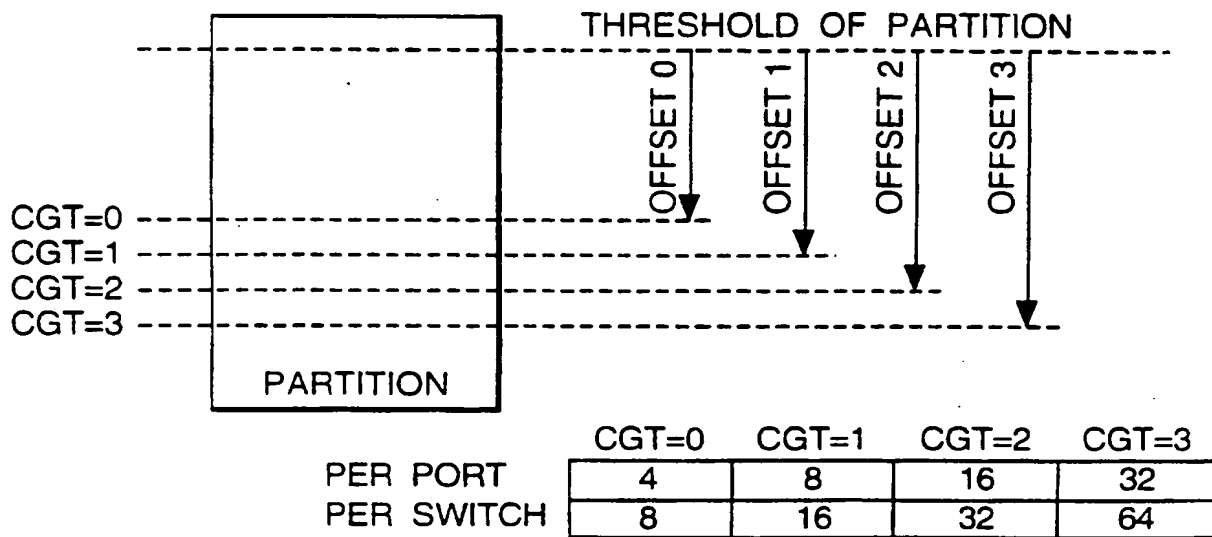 THRESHOLD OF PARTITION
OFFSET 0
OFFSET 1
OFFSET 2
OFFSET 3
CGT=0
CGT=1
CGT=2
CGT=3
PARTITION
CGT=0 CGT=1 CGT=2 CGT=3
PER PORT 4 8 16 32
PER SWITCH 8 16 32 64